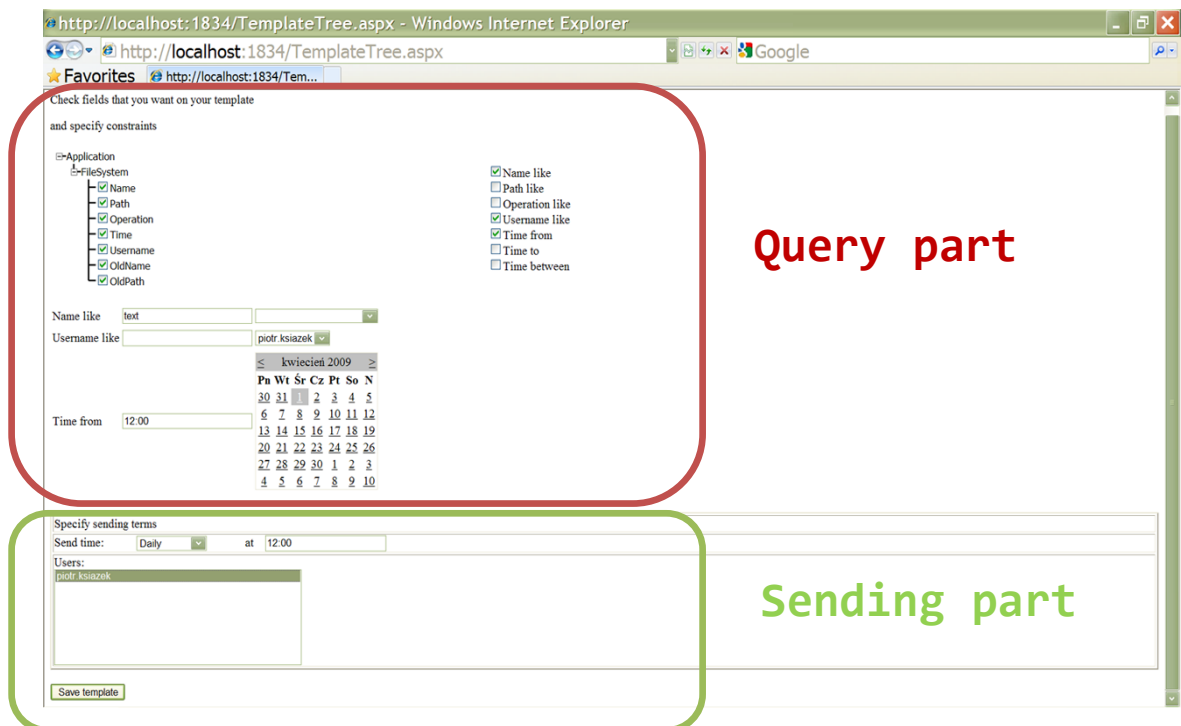 http://localhost:1834/TemplateTree.aspx - Windows Internet Explorer
http://localhost:1834/TemplateTree.aspx Google
Favorites http://localhost:1834/Tem...
Check fields that you want on your template
and specify constraints
Application
FileSystem
Name
Path
Operation
Time
Username
OldName
OldPath
Name like
Path like
Operation like
Username like
Time from
Time to
Time between
Query part
Name like text
Username like piotr.ksiazek
< kwiecień 2009 >
Pn Wt Śr Cz Pt So N
30 31 1 2 3 4 5
6 7 8 9 10 11 12
Time from 12:00
13 14 15 16 17 18 19
20 21 22 23 24 25 26
27 28 29 30 1 2 3
4 5 6 7 8 9 10
Specify sending terms
Send time: Daily at 12:00
Users:
piotr.ksiazek
Sending part
Save template